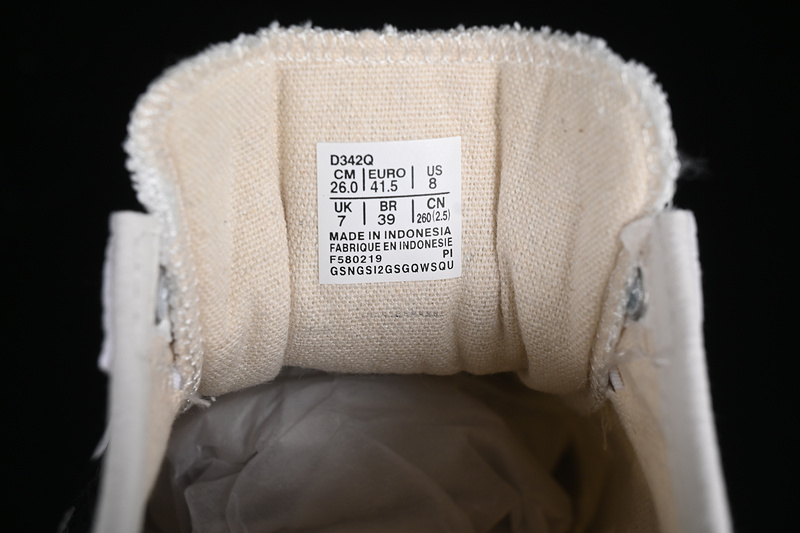 D342Q
CM | EURO | US
26.0 | 41.5 | 8
UK | BR | CN
7 | 39 | 260(2.5)
MADE IN INDONESIA
FABRIQUE EN INDONESIE
F580219 PI
GSNGSI2GSGQWSQU